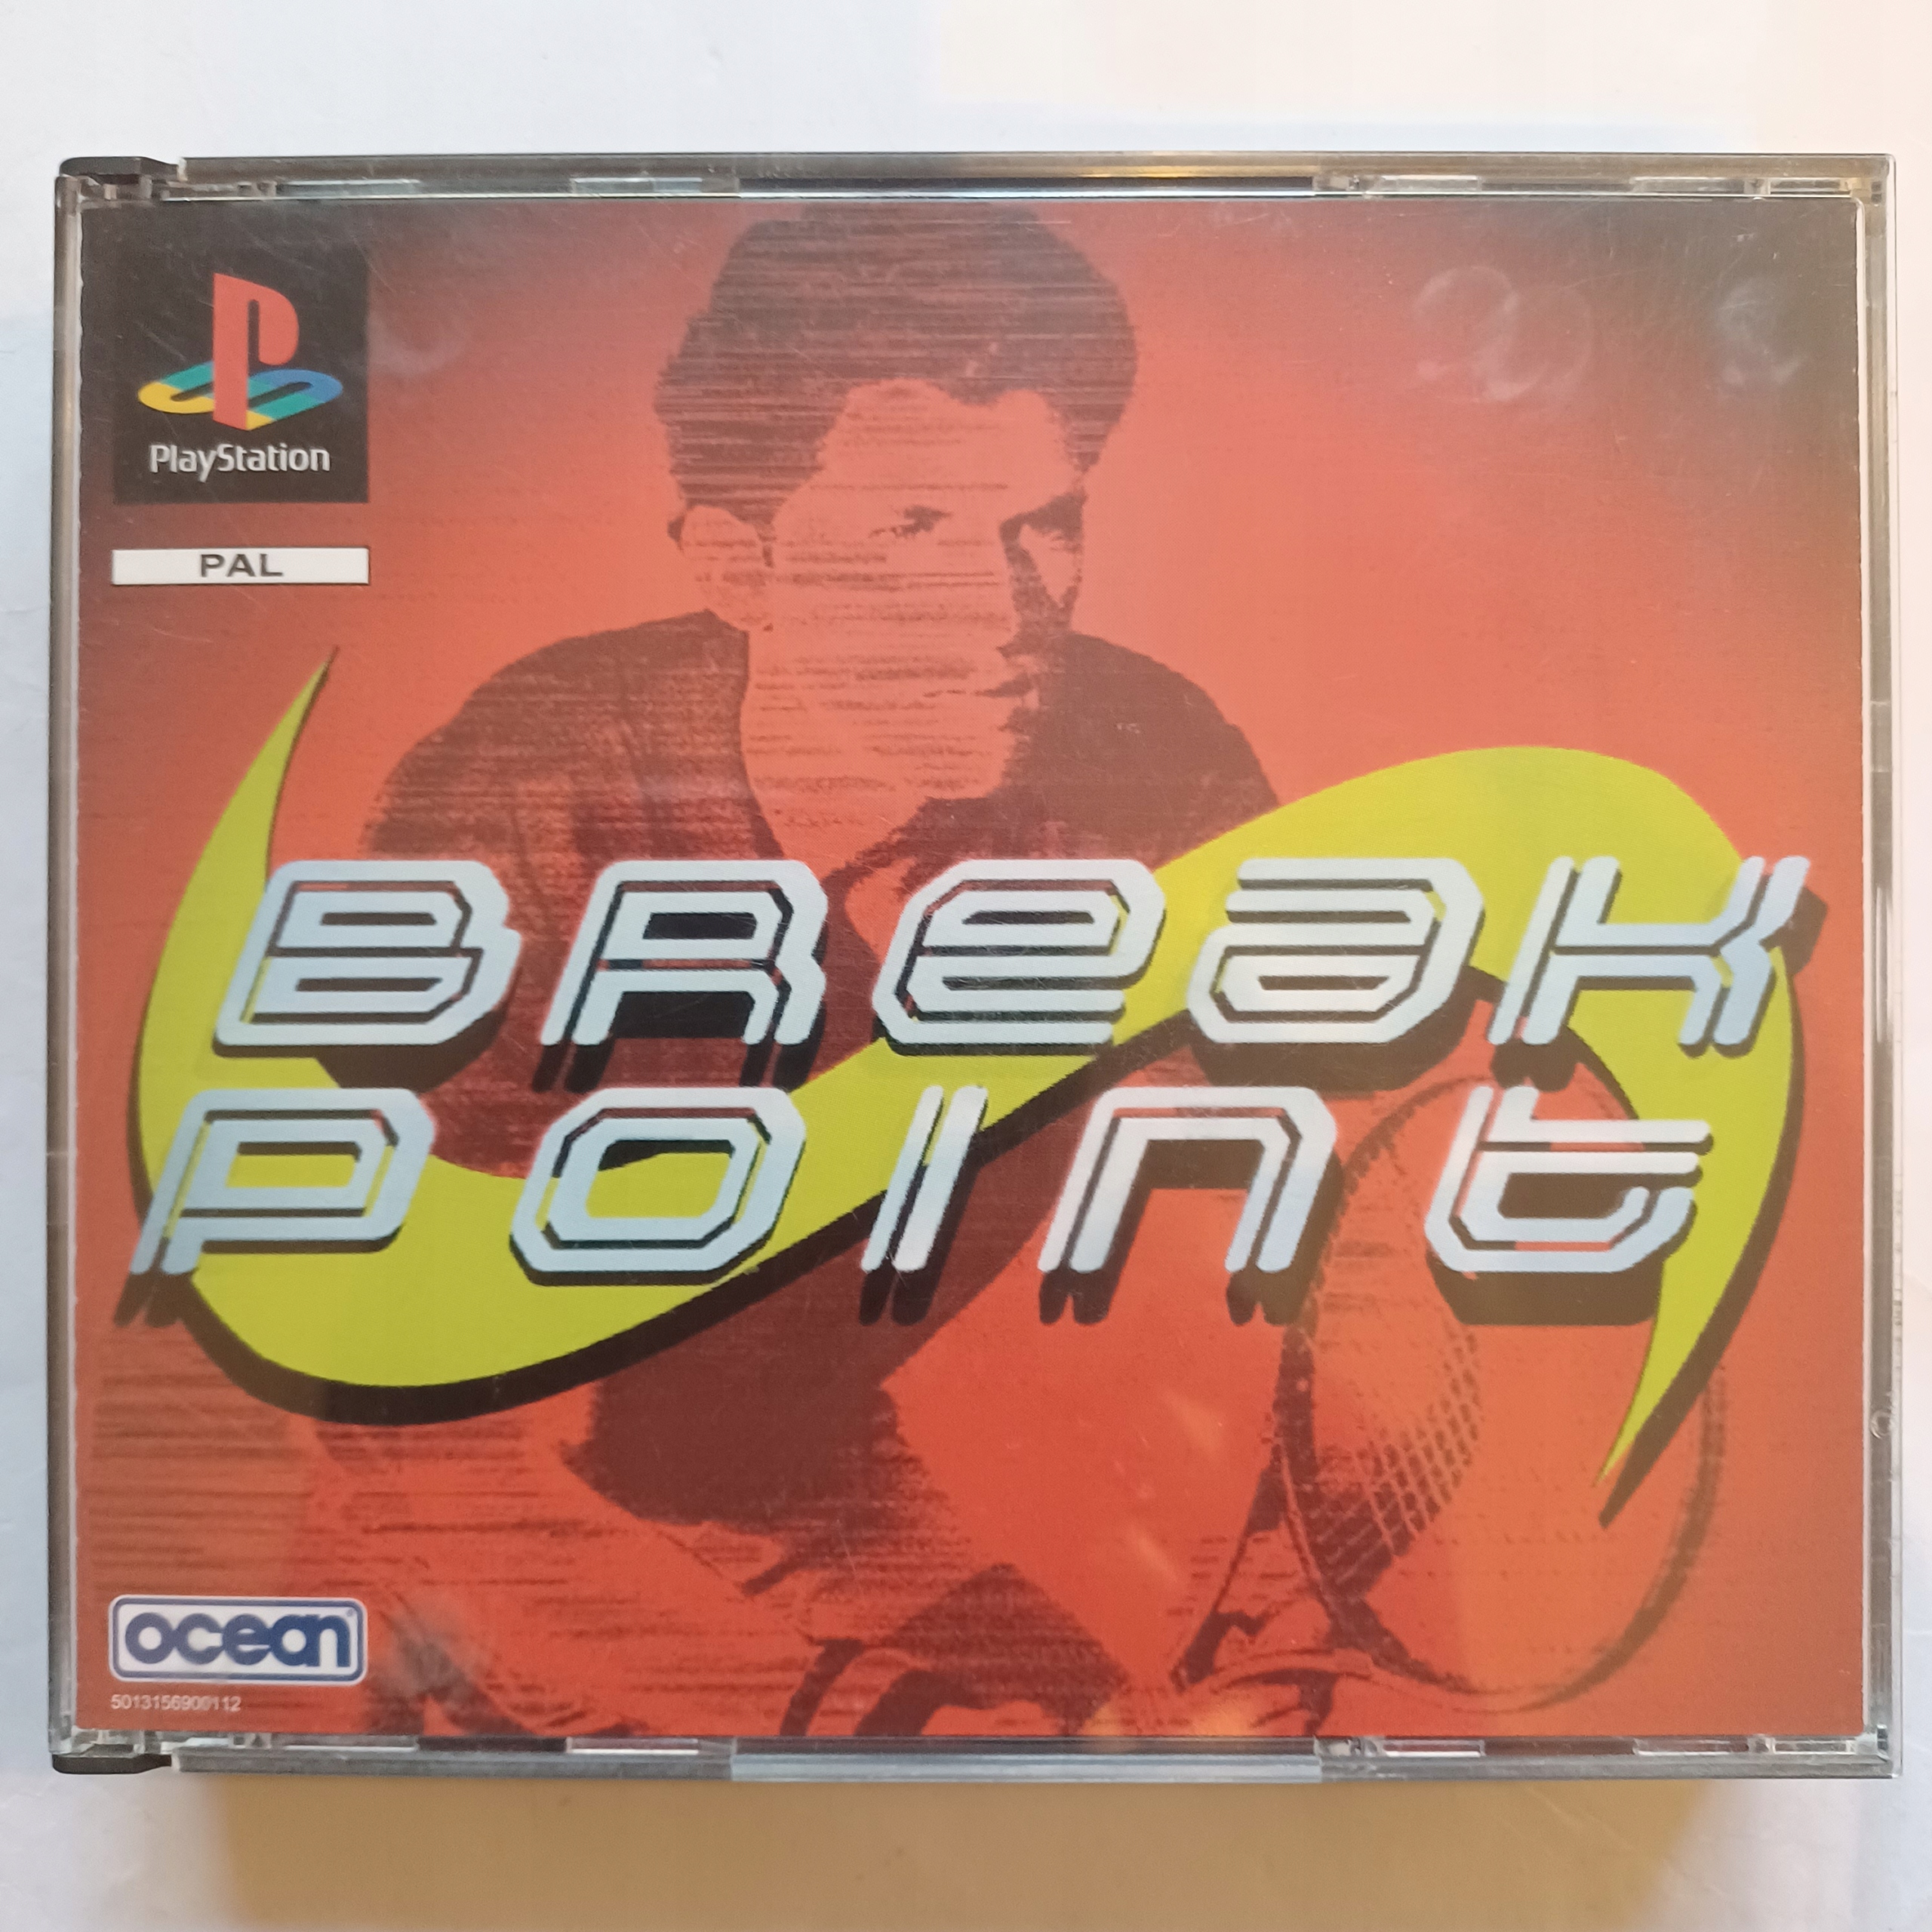 PlayStation
PAL
Break
Point
ocean
5013156900112